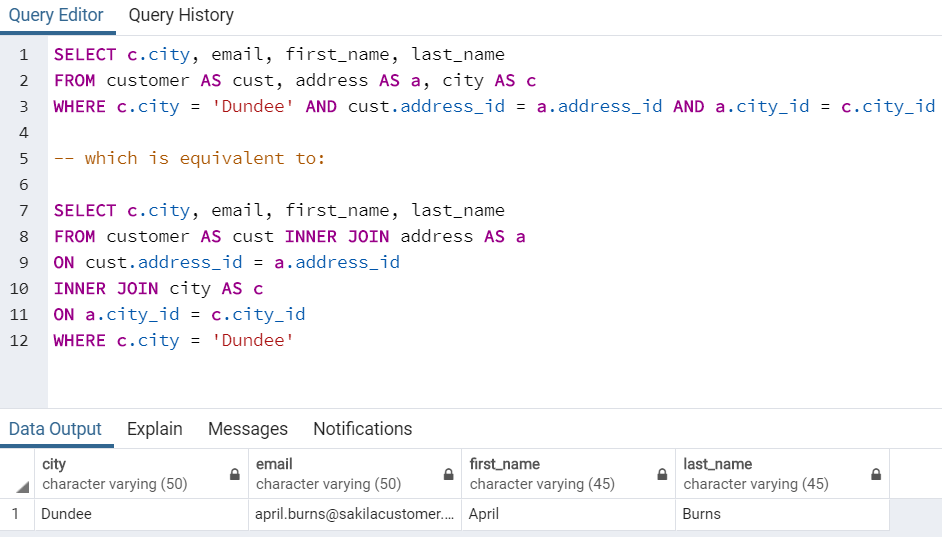 Query Editor Query History
1 SELECT c.city, email, first_name, last_name
2 FROM customer AS cust, address AS a, city AS c
3 WHERE c.city = 'Dundee' AND cust.address_id = a.address_id AND a.city_id = c.city_id
4
5 -- which is equivalent to:
6
7 SELECT c.city, email, first_name, last_name
8 FROM customer AS cust INNER JOIN address AS a
9 ON cust.address_id = a.address_id
10 INNER JOIN city AS c
11 ON a.city_id = c.city_id
12 WHERE c.city = 'Dundee'
Data Output Explain Messages Notifications
city email first_name last_name
character varying (50) character varying (50) character varying (45) character varying (45)
1 Dundee april.burns@sakilacustomer.… April Burns